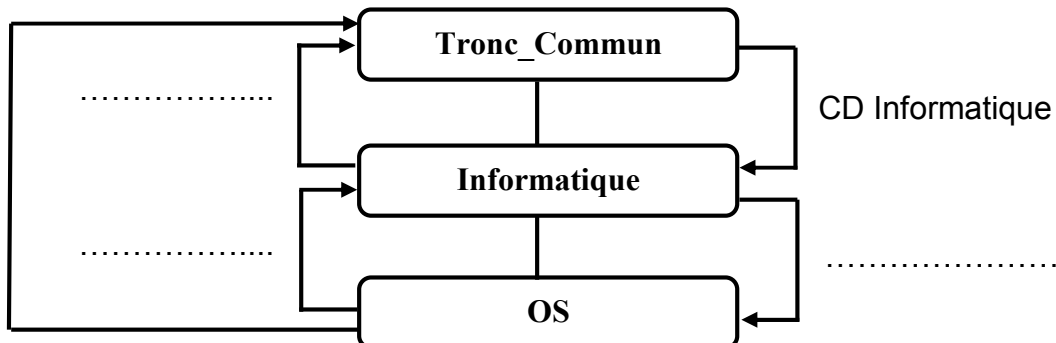 Tronc_Commun
………………...
CD Informatique
Informatique
………………...
……………………
OS